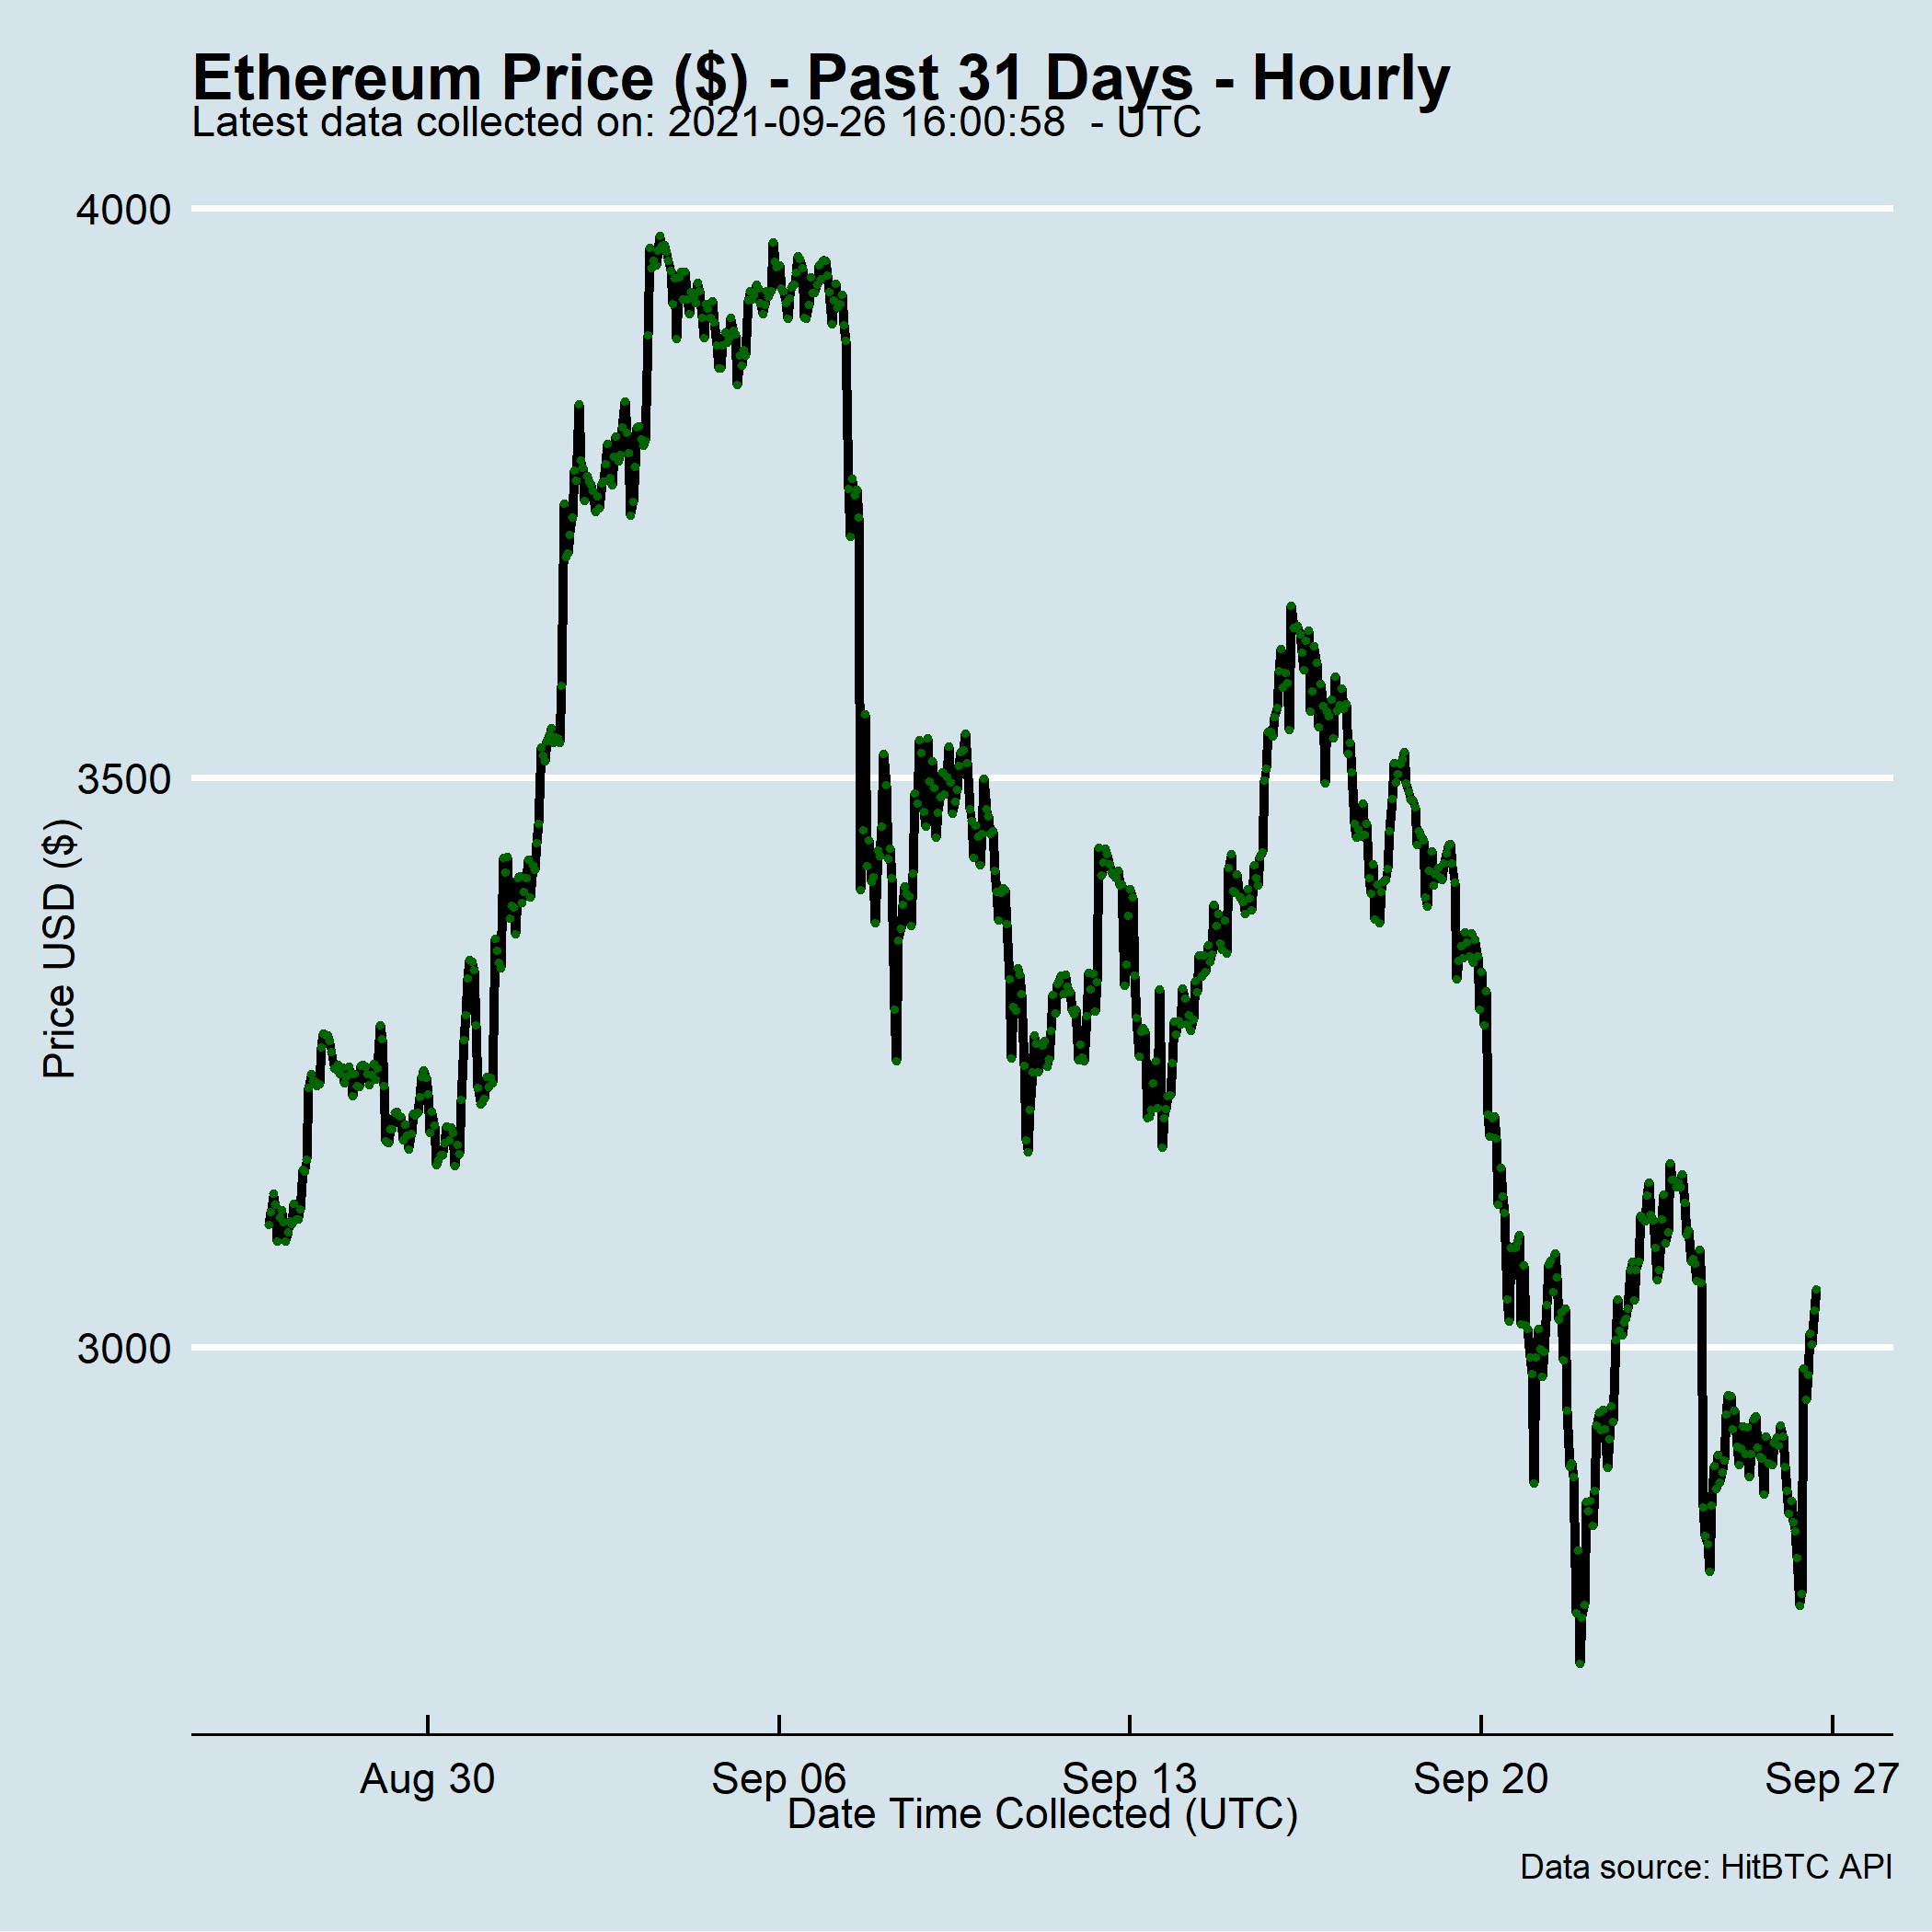 Ethereum Price ($) - Past 31 Days - Hourly
Latest data collected on: 2021-09-26 16:00:58  - UTC
4000
3500
3000
Price USD ($)
Aug 30
Sep 06
Sep 13
Sep 20
Sep 27
Date Time Collected (UTC)
Data source: HitBTC API